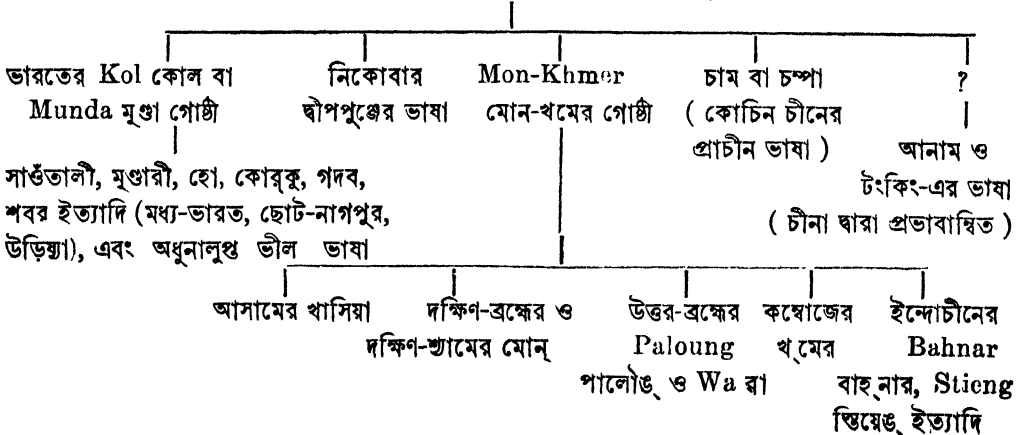 ভারতের Kol কোল বা
Munda মুণ্ডা গোষ্ঠী
নিকোবার
দ্বীপপুঞ্জের ভাষা
Mon-Khmer
মোন-খমের গোষ্ঠী
চাম বা চম্পা
( কোচিন চীনের
প্রাচীন ভাষা )
?
আনাম ও
টংকিং-এর ভাষা
( চীনা দ্বারা প্রভাবান্বিত )
সাওঁতালী, মুণ্ডারী, হো, কোর্‌কু, গদব,
শবর ইত্যাদি (মধ্য-ভারত, ছোট-নাগপুর,
উড়িষ্যা), এবং অধুনালুপ্ত ভীল ভাষা
আসামের খাসিয়া
দক্ষিণ-ব্রহ্মের ও
দক্ষিণ-শ্যামের মোন্
উত্তর-ব্রহ্মের
Paloung
পালৌঙ্ ও Wa ৱা
কম্বোজের
খ্‌মের
ইন্দোচীনের
Bahnar
বাহ্‌নার, Stieng
স্তিয়েঙ্ ইত্যাদি